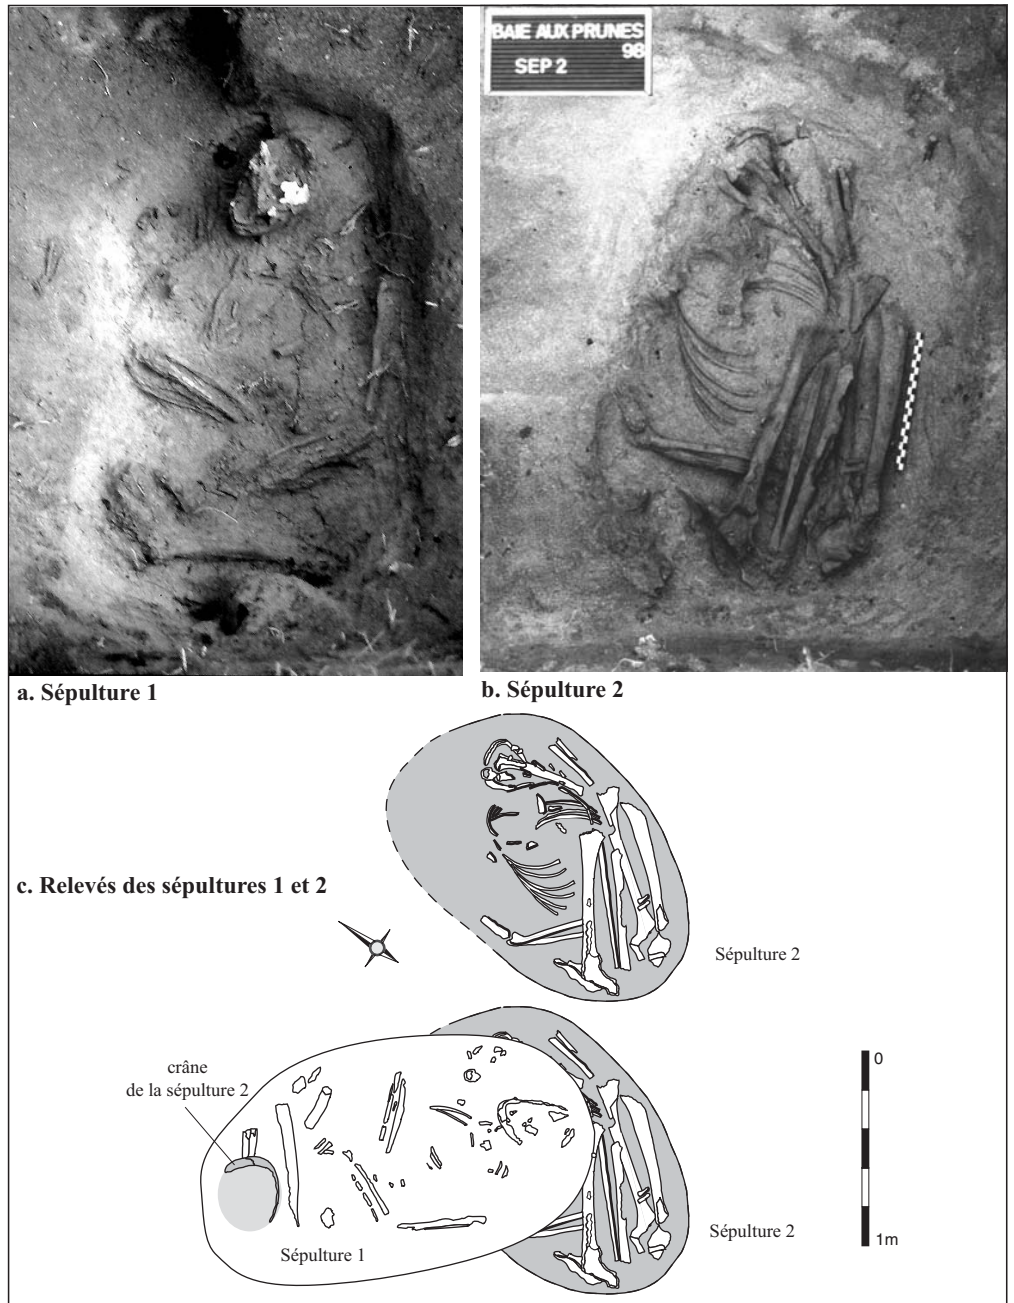 BAIE AUX PRUNES
98
SEP 2
a. Sépulture 1
b. Sépulture 2
c. Relevés des sépultures 1 et 2
Sépulture 2
crâne
de la sépulture 2
Sépulture 1
Sépulture 2
0
1m